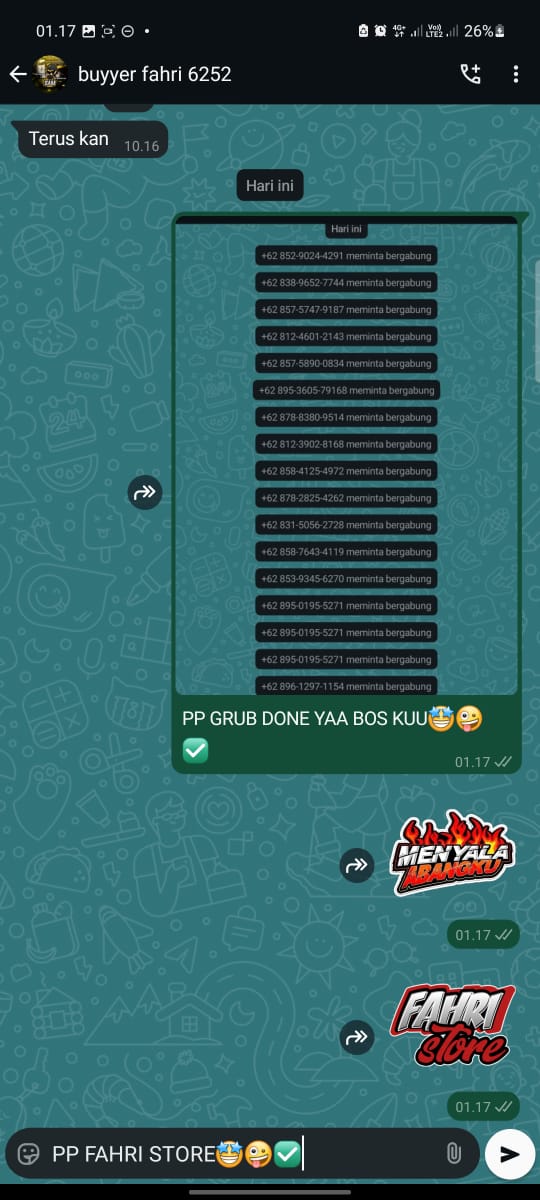 01.17
4G+
Vo))
LTE2
26%
buyyer fahri 6252
Terus kan
10.16
Hari ini
Hari ini
+62 852-9024-4291 meminta bergabung
+62 838-9652-7744 meminta bergabung
+62 857-5747-9187 meminta bergabung
+62 812-4601-2143 meminta bergabung
+62 857-5890-0834 meminta bergabung
+62 895-3605-79168 meminta bergabung
+62 878-8380-9514 meminta bergabung
+62 812-3902-8168 meminta bergabung
+62 858-4125-4972 meminta bergabung
+62 878-2825-4262 meminta bergabung
+62 831-5056-2728 meminta bergabung
+62 858-7643-4119 meminta bergabung
+62 853-9345-6270 meminta bergabung
+62 895-0195-5271 meminta bergabung
+62 895-0195-5271 meminta bergabung
+62 895-0195-5271 meminta bergabung
+62 896-1297-1154 meminta bergabung
PP GRUB DONE YAA BOS KUU🤩🤪
✅
01.17
MENYALA
ABANGKU
01.17
FAHRI
store
01.17
PP FAHRI STORE🤩🤪✅